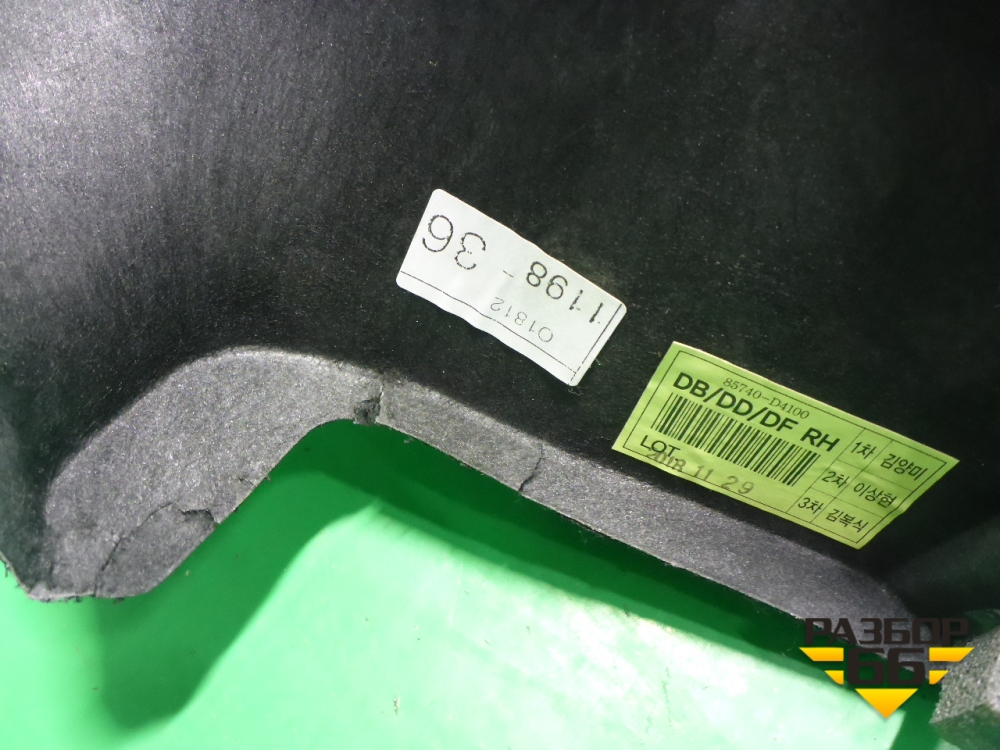 1198 - 36
01812
85740-D4100
DB/DD/DF RH
LOT
2018 11 29
1차 김양미
2차 이상현
3차 김복식
РАЗБОР
66